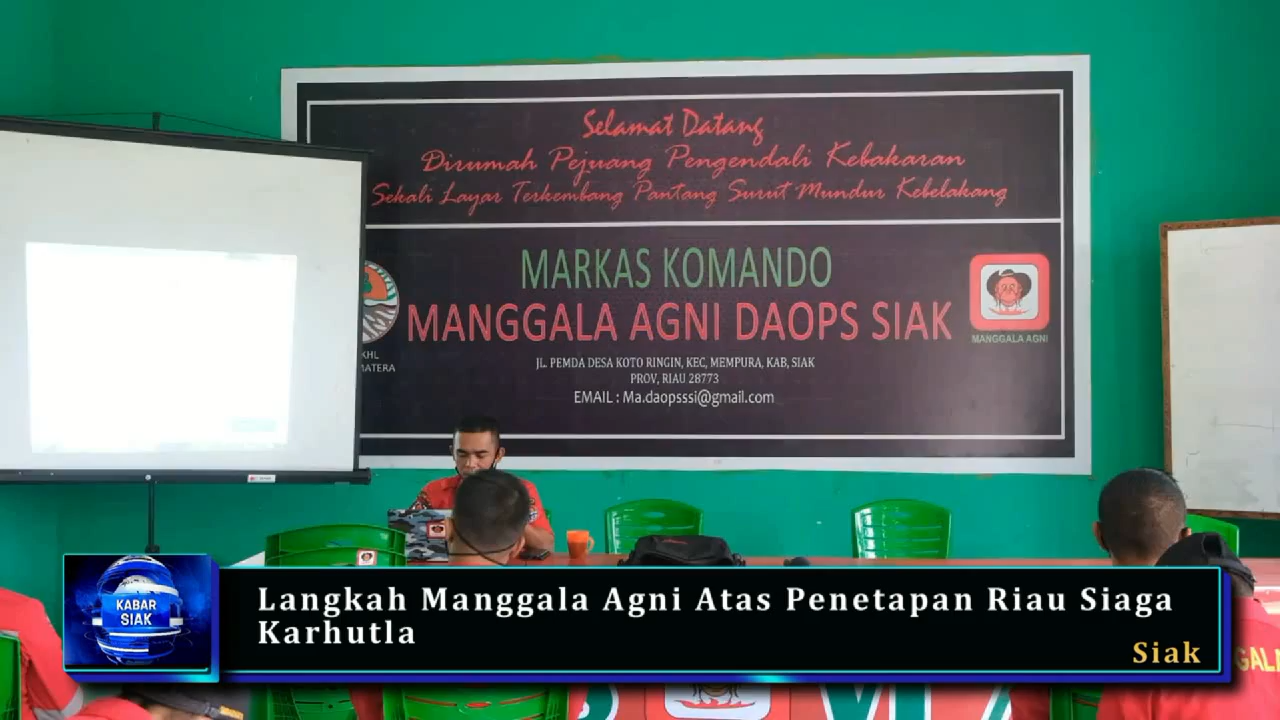 Selamat Datang
Dirumah Pejuang Pengendali Kebakaran
Sekali Layar Terkembang Pantang Surut Mundur Kebelakang
MARKAS KOMANDO
MANGGALA AGNI DAOPS SIAK
JL. PEMDA DESA KOTO RINGIN, KEC, MEMPURA, KAB, SIAK
PROV, RIAU 28773
EMAIL : Ma.daopsssi@gmail.com
MANGGALA AGNI
KABAR
SIAK
Langkah Manggala Agni Atas Penetapan Riau Siaga
Karhutla
Siak